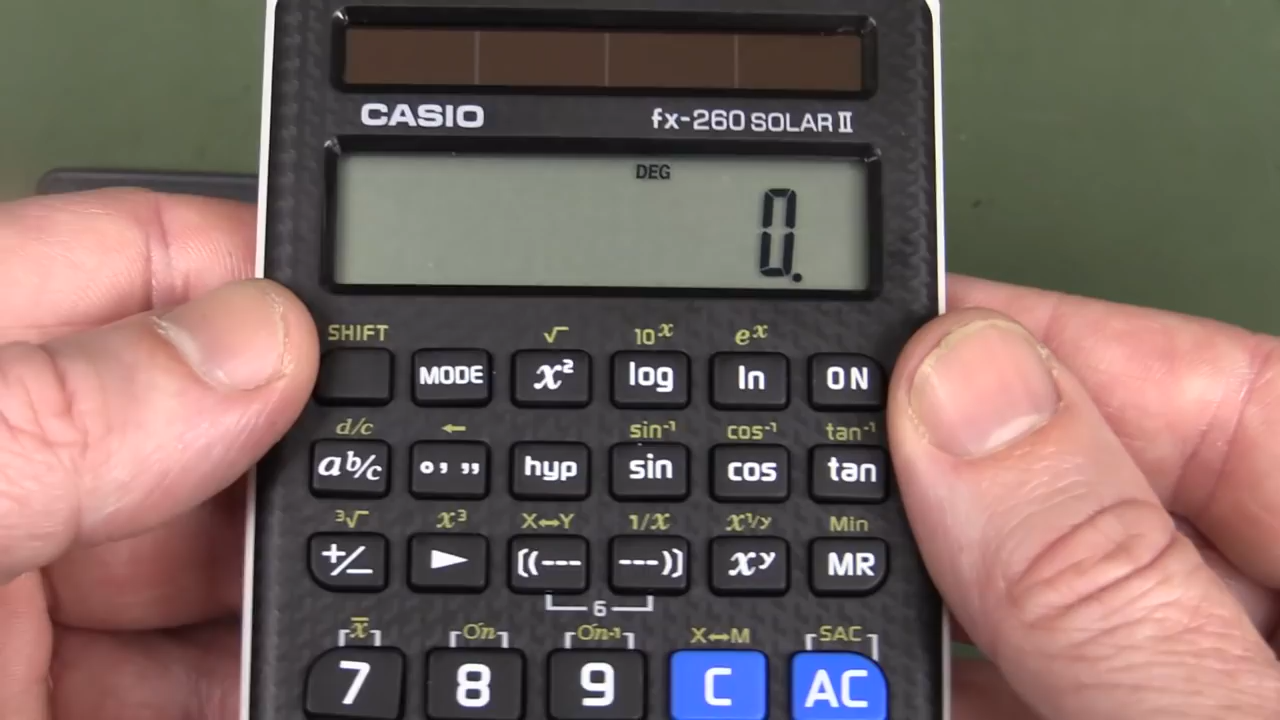 CASIO fx-260 SOLAR II
DEG
0.
SHIFT √ 10ˣ eˣ
MODE x² log ln ON
d/c ← sin⁻¹ cos⁻¹ tan⁻¹
a b/c ° ’ ” hyp sin cos tan
³√ x³ X↔Y 1/x x¹/ʸ Min
+/− ▶ [(--- ---)] xʸ MR
6
x̄ σn σn-1 X↔M SAC
7 8 9 C AC